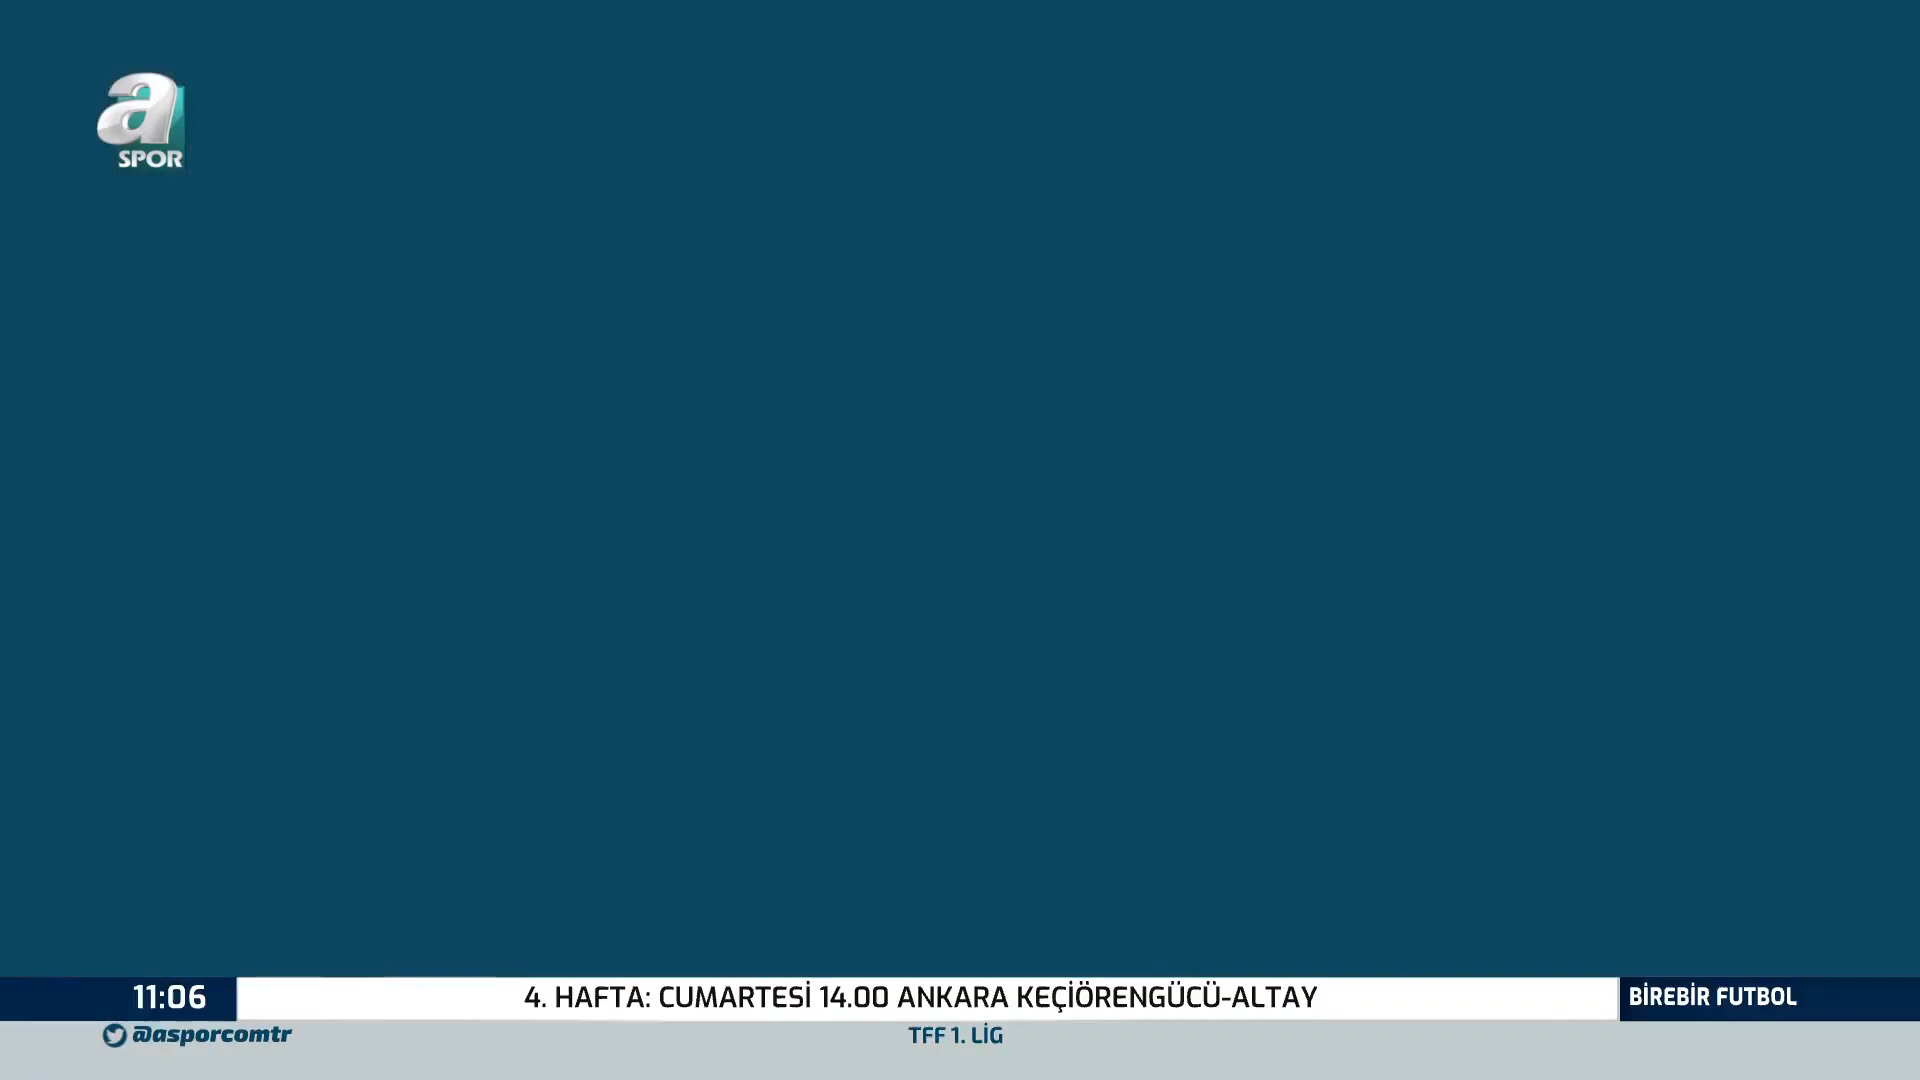 a
SPOR
11:06
4. HAFTA: CUMARTESİ 14.00 ANKARA KEÇİÖRENGÜCÜ-ALTAY
BİREBİR FUTBOL
@asporcomtr
TFF 1. LİG